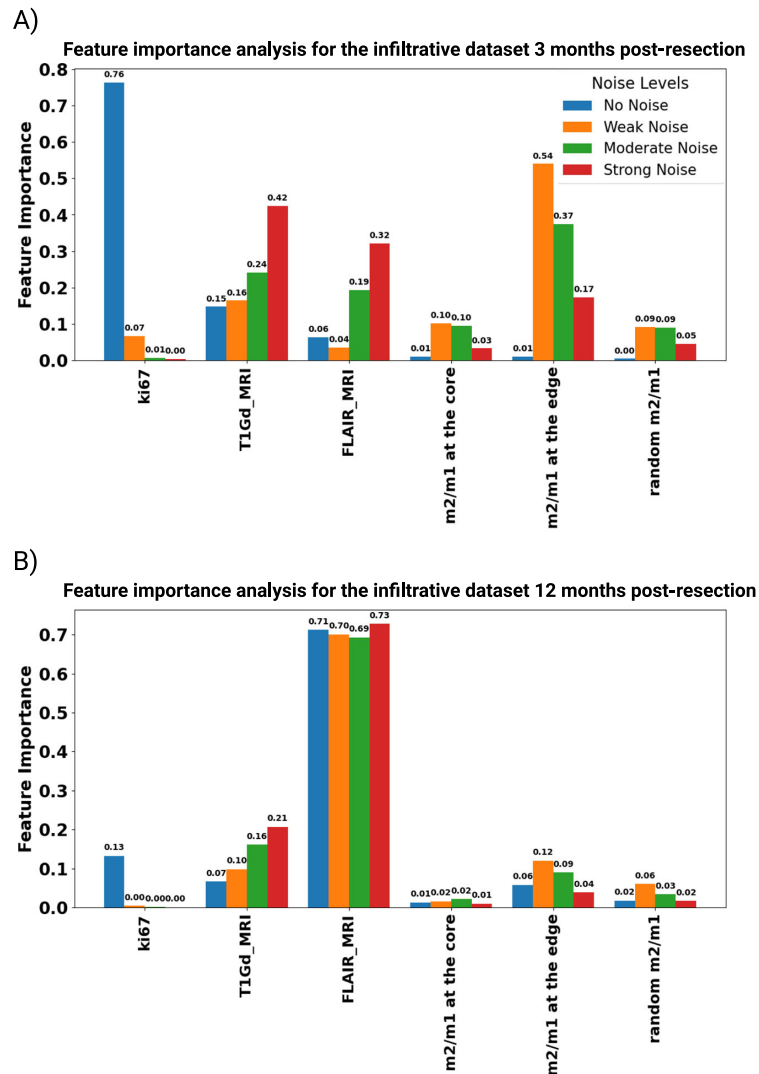 A)
Feature importance analysis for the infiltrative dataset 3 months post-resection
Feature Importance
0.8
0.7
0.6
0.5
0.4
0.3
0.2
0.1
0.0
Noise Levels
No Noise
Weak Noise
Moderate Noise
Strong Noise
0.76
0.07
0.01
0.00
0.15
0.16
0.24
0.42
0.06
0.04
0.19
0.32
0.01
0.10
0.10
0.03
0.01
0.54
0.37
0.17
0.00
0.09
0.09
0.05
ki67
T1Gd_MRI
FLAIR_MRI
m2/m1 at the core
m2/m1 at the edge
random m2/m1
B)
Feature importance analysis for the infiltrative dataset 12 months post-resection
Feature Importance
0.7
0.6
0.5
0.4
0.3
0.2
0.1
0.0
0.13
0.00
0.00
0.00
0.07
0.10
0.16
0.21
0.71
0.70
0.69
0.73
0.01
0.02
0.02
0.01
0.06
0.12
0.09
0.04
0.02
0.06
0.03
0.02
ki67
T1Gd_MRI
FLAIR_MRI
m2/m1 at the core
m2/m1 at the edge
random m2/m1